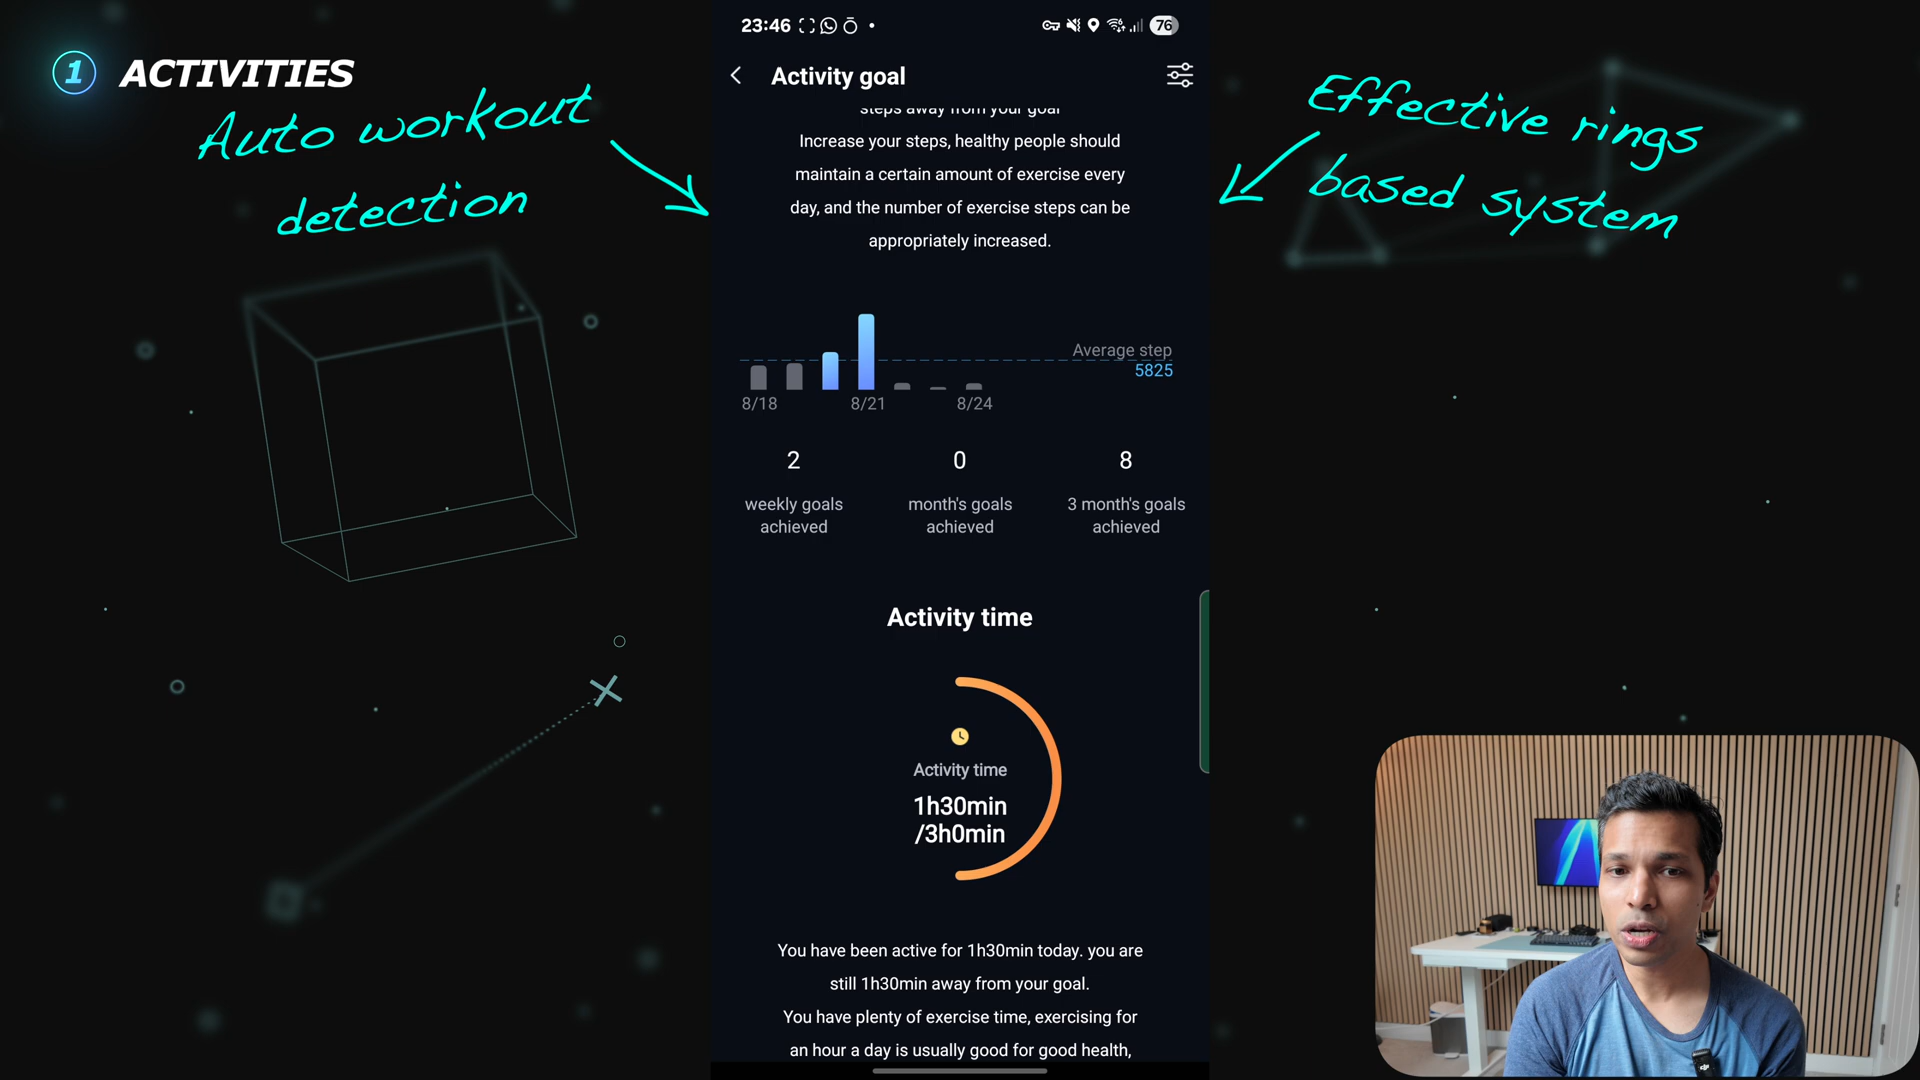 1 ACTIVITIES
Auto workout
detection
Effective rings
based system
23:46
76
Activity goal
steps away from your goal
Increase your steps, healthy people should
maintain a certain amount of exercise every
day, and the number of exercise steps can be
appropriately increased.
Average step
5825
8/18 8/21 8/24
2 0 8
weekly goals month's goals 3 month's goals
achieved achieved achieved
Activity time
Activity time
1h30min
/3h0min
You have been active for 1h30min today. you are
still 1h30min away from your goal.
You have plenty of exercise time, exercising for
an hour a day is usually good for good health,